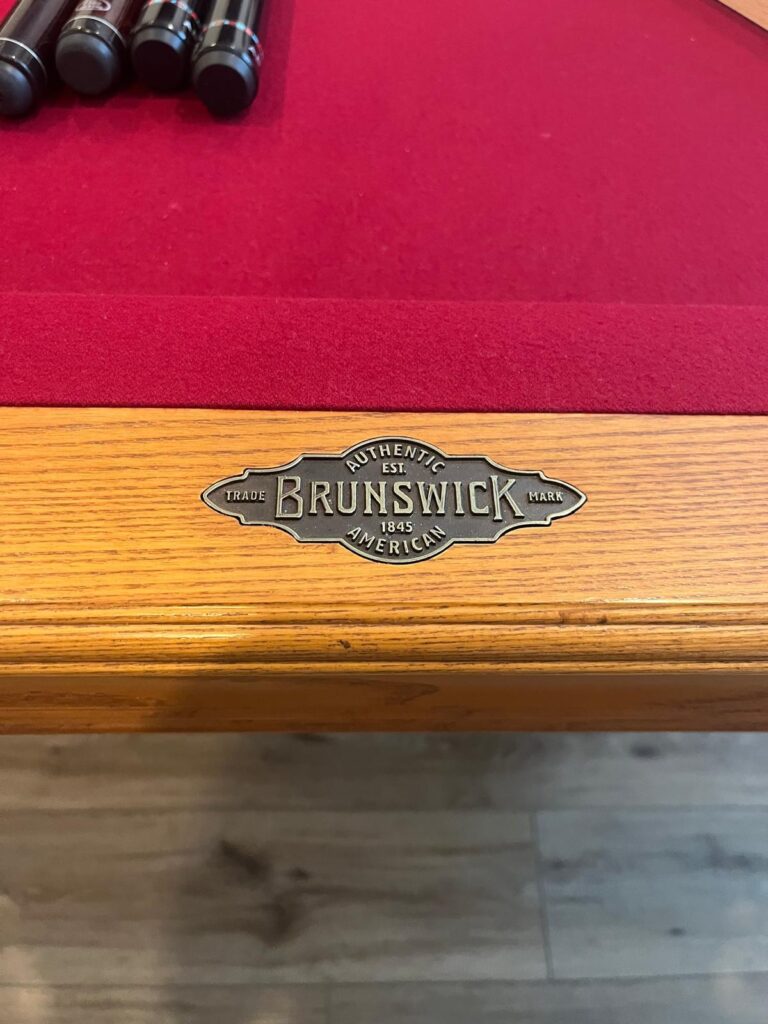 AUTHENTIC
EST.
TRADE BRUNSWICK MARK
1845
AMERICAN